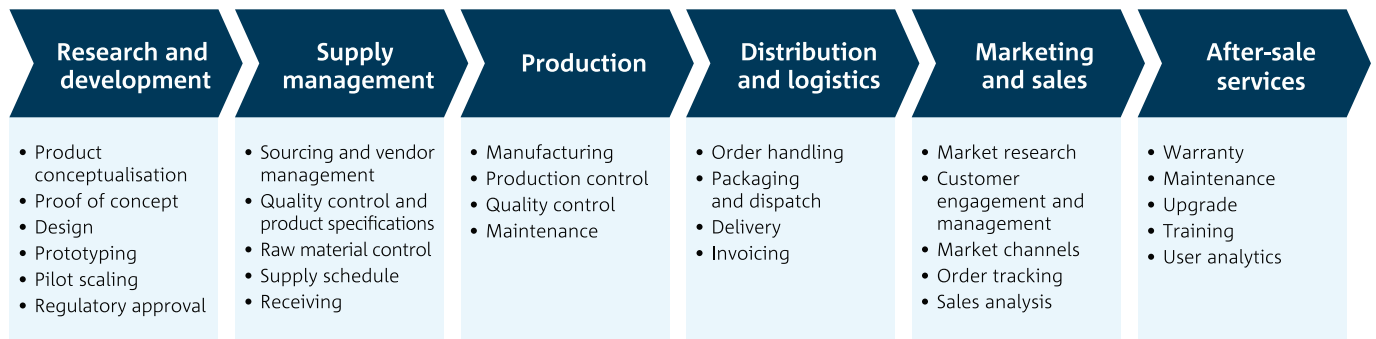 Research and
development
• Product
conceptualisation
• Proof of concept
• Design
• Prototyping
• Pilot scaling
• Regulatory approval
Supply
management
• Sourcing and vendor
management
• Quality control and
product specifications
• Raw material control
• Supply schedule
• Receiving
Production
• Manufacturing
• Production control
• Quality control
• Maintenance
Distribution
and logistics
• Order handling
• Packaging
and dispatch
• Delivery
• Invoicing
Marketing
and sales
• Market research
• Customer
engagement and
management
• Market channels
• Order tracking
• Sales analysis
After-sale
services
• Warranty
• Maintenance
• Upgrade
• Training
• User analytics